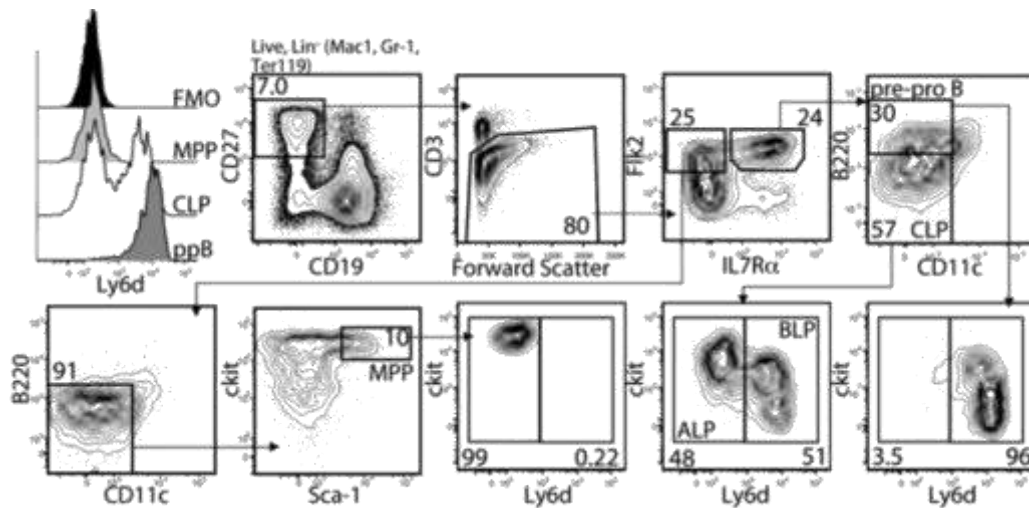 Live, Lin⁻ (Mac1, Gr-1,
Ter119)
FMO
MPP
CLP
ppB
Ly6d
7.0
CD27
CD19
CD3
80
Forward Scatter
25
24
Flk2
IL7Rα
pre-pro B
30
B220
57 CLP
CD11c
91
B220
CD11c
10
MPP
ckit
Sca-1
ckit
99 0.22
Ly6d
ckit
BLP
ALP
48 51
Ly6d
ckit
3.5 96
Ly6d